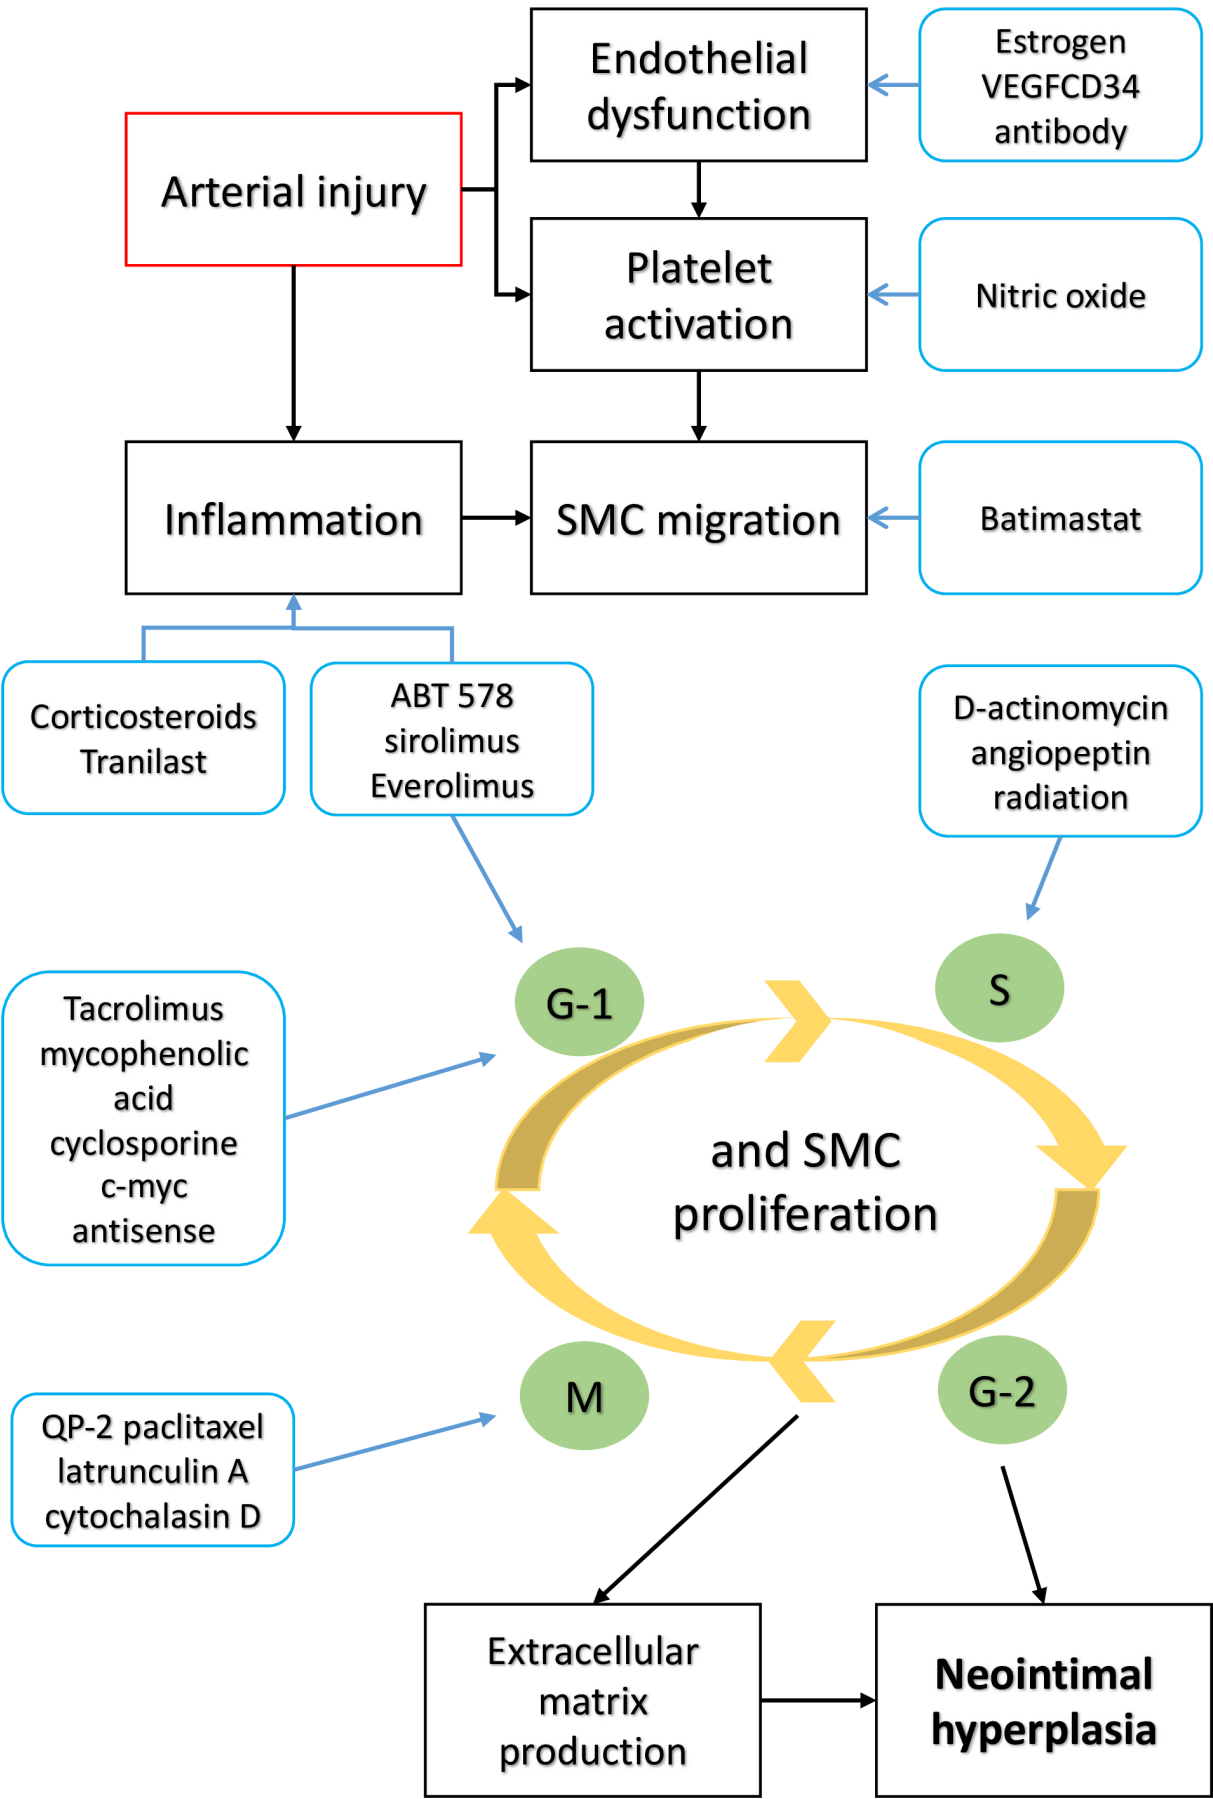 Endothelial
dysfunction
Estrogen
VEGFCD34
antibody
Arterial injury
Platelet
activation
Nitric oxide
Inflammation
SMC migration
Batimastat
Corticosteroids
Tranilast
ABT 578
sirolimus
Everolimus
D-actinomycin
angiopeptin
radiation
G-1
S
Tacrolimus
mycophenolic
acid
cyclosporine
c-myc
antisense
and SMC
proliferation
M
G-2
QP-2 paclitaxel
latrunculin A
cytochalasin D
Extracellular
matrix
production
Neointimal
hyperplasia